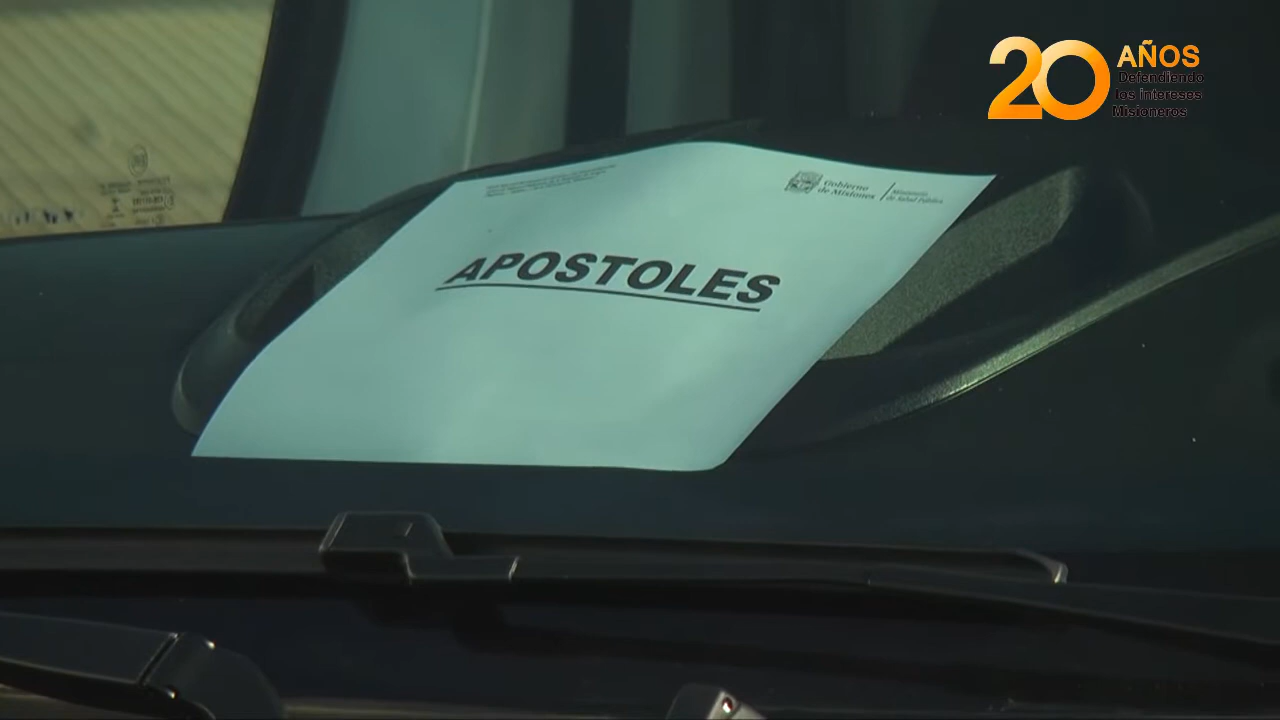 20 AÑOS
Defendiendo
los intereses
Misioneros
Gobierno
de Misiones
Ministerio
de Salud Pública
APOSTOLES